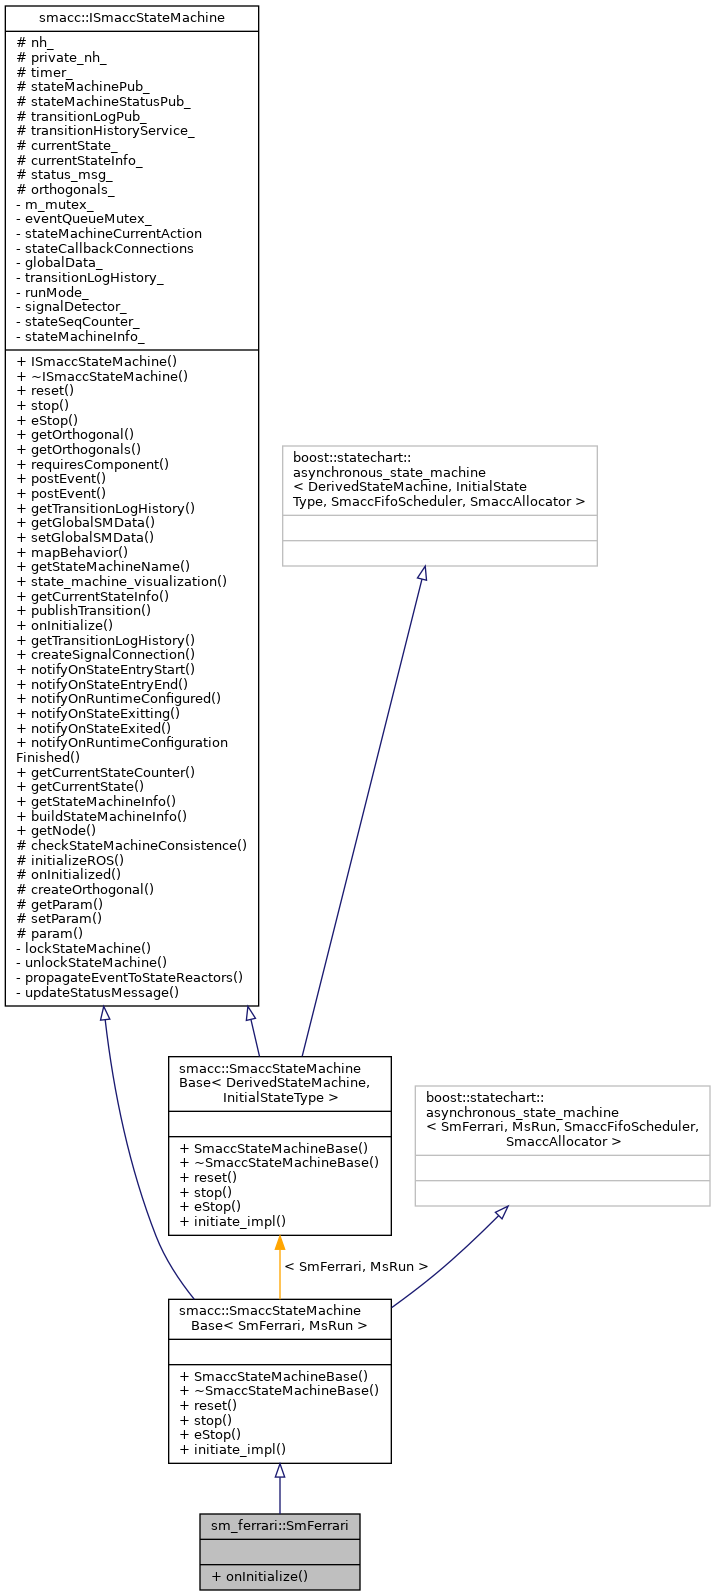 smacc::ISmaccStateMachine
# nh_
# private_nh_
# timer_
# stateMachinePub_
# stateMachineStatusPub_
# transitionLogPub_
# transitionHistoryService_
# currentState_
# currentStateInfo_
# status_msg_
# orthogonals_
- m_mutex_
- eventQueueMutex_
- stateMachineCurrentAction
- stateCallbackConnections
- globalData_
- transitionLogHistory_
- runMode_
- signalDetector_
- stateSeqCounter_
- stateMachineInfo_
+ ISmaccStateMachine()
+ ~ISmaccStateMachine()
+ reset()
+ stop()
+ eStop()
+ getOrthogonal()
+ getOrthogonals()
+ requiresComponent()
+ postEvent()
+ postEvent()
+ getTransitionLogHistory()
+ getGlobalSMData()
+ setGlobalSMData()
+ mapBehavior()
+ getStateMachineName()
+ state_machine_visualization()
+ getCurrentStateInfo()
+ publishTransition()
+ onInitialize()
+ getTransitionLogHistory()
+ createSignalConnection()
+ notifyOnStateEntryStart()
+ notifyOnStateEntryEnd()
+ notifyOnRuntimeConfigured()
+ notifyOnStateExitting()
+ notifyOnStateExited()
+ notifyOnRuntimeConfiguration
Finished()
+ getCurrentStateCounter()
+ getCurrentState()
+ getStateMachineInfo()
+ buildStateMachineInfo()
+ getNode()
# checkStateMachineConsistence()
# initializeROS()
# onInitialized()
# createOrthogonal()
# getParam()
# setParam()
# param()
- lockStateMachine()
- unlockStateMachine()
- propagateEventToStateReactors()
- updateStatusMessage()
boost::statechart::
asynchronous_state_machine
< DerivedStateMachine, InitialState
Type, SmaccFifoScheduler, SmaccAllocator >
smacc::SmaccStateMachine
Base< DerivedStateMachine,
InitialStateType >
+ SmaccStateMachineBase()
+ ~SmaccStateMachineBase()
+ reset()
+ stop()
+ eStop()
+ initiate_impl()
boost::statechart::
asynchronous_state_machine
< SmFerrari, MsRun, SmaccFifoScheduler,
SmaccAllocator >
< SmFerrari, MsRun >
smacc::SmaccStateMachine
Base< SmFerrari, MsRun >
+ SmaccStateMachineBase()
+ ~SmaccStateMachineBase()
+ reset()
+ stop()
+ eStop()
+ initiate_impl()
sm_ferrari::SmFerrari
+ onInitialize()